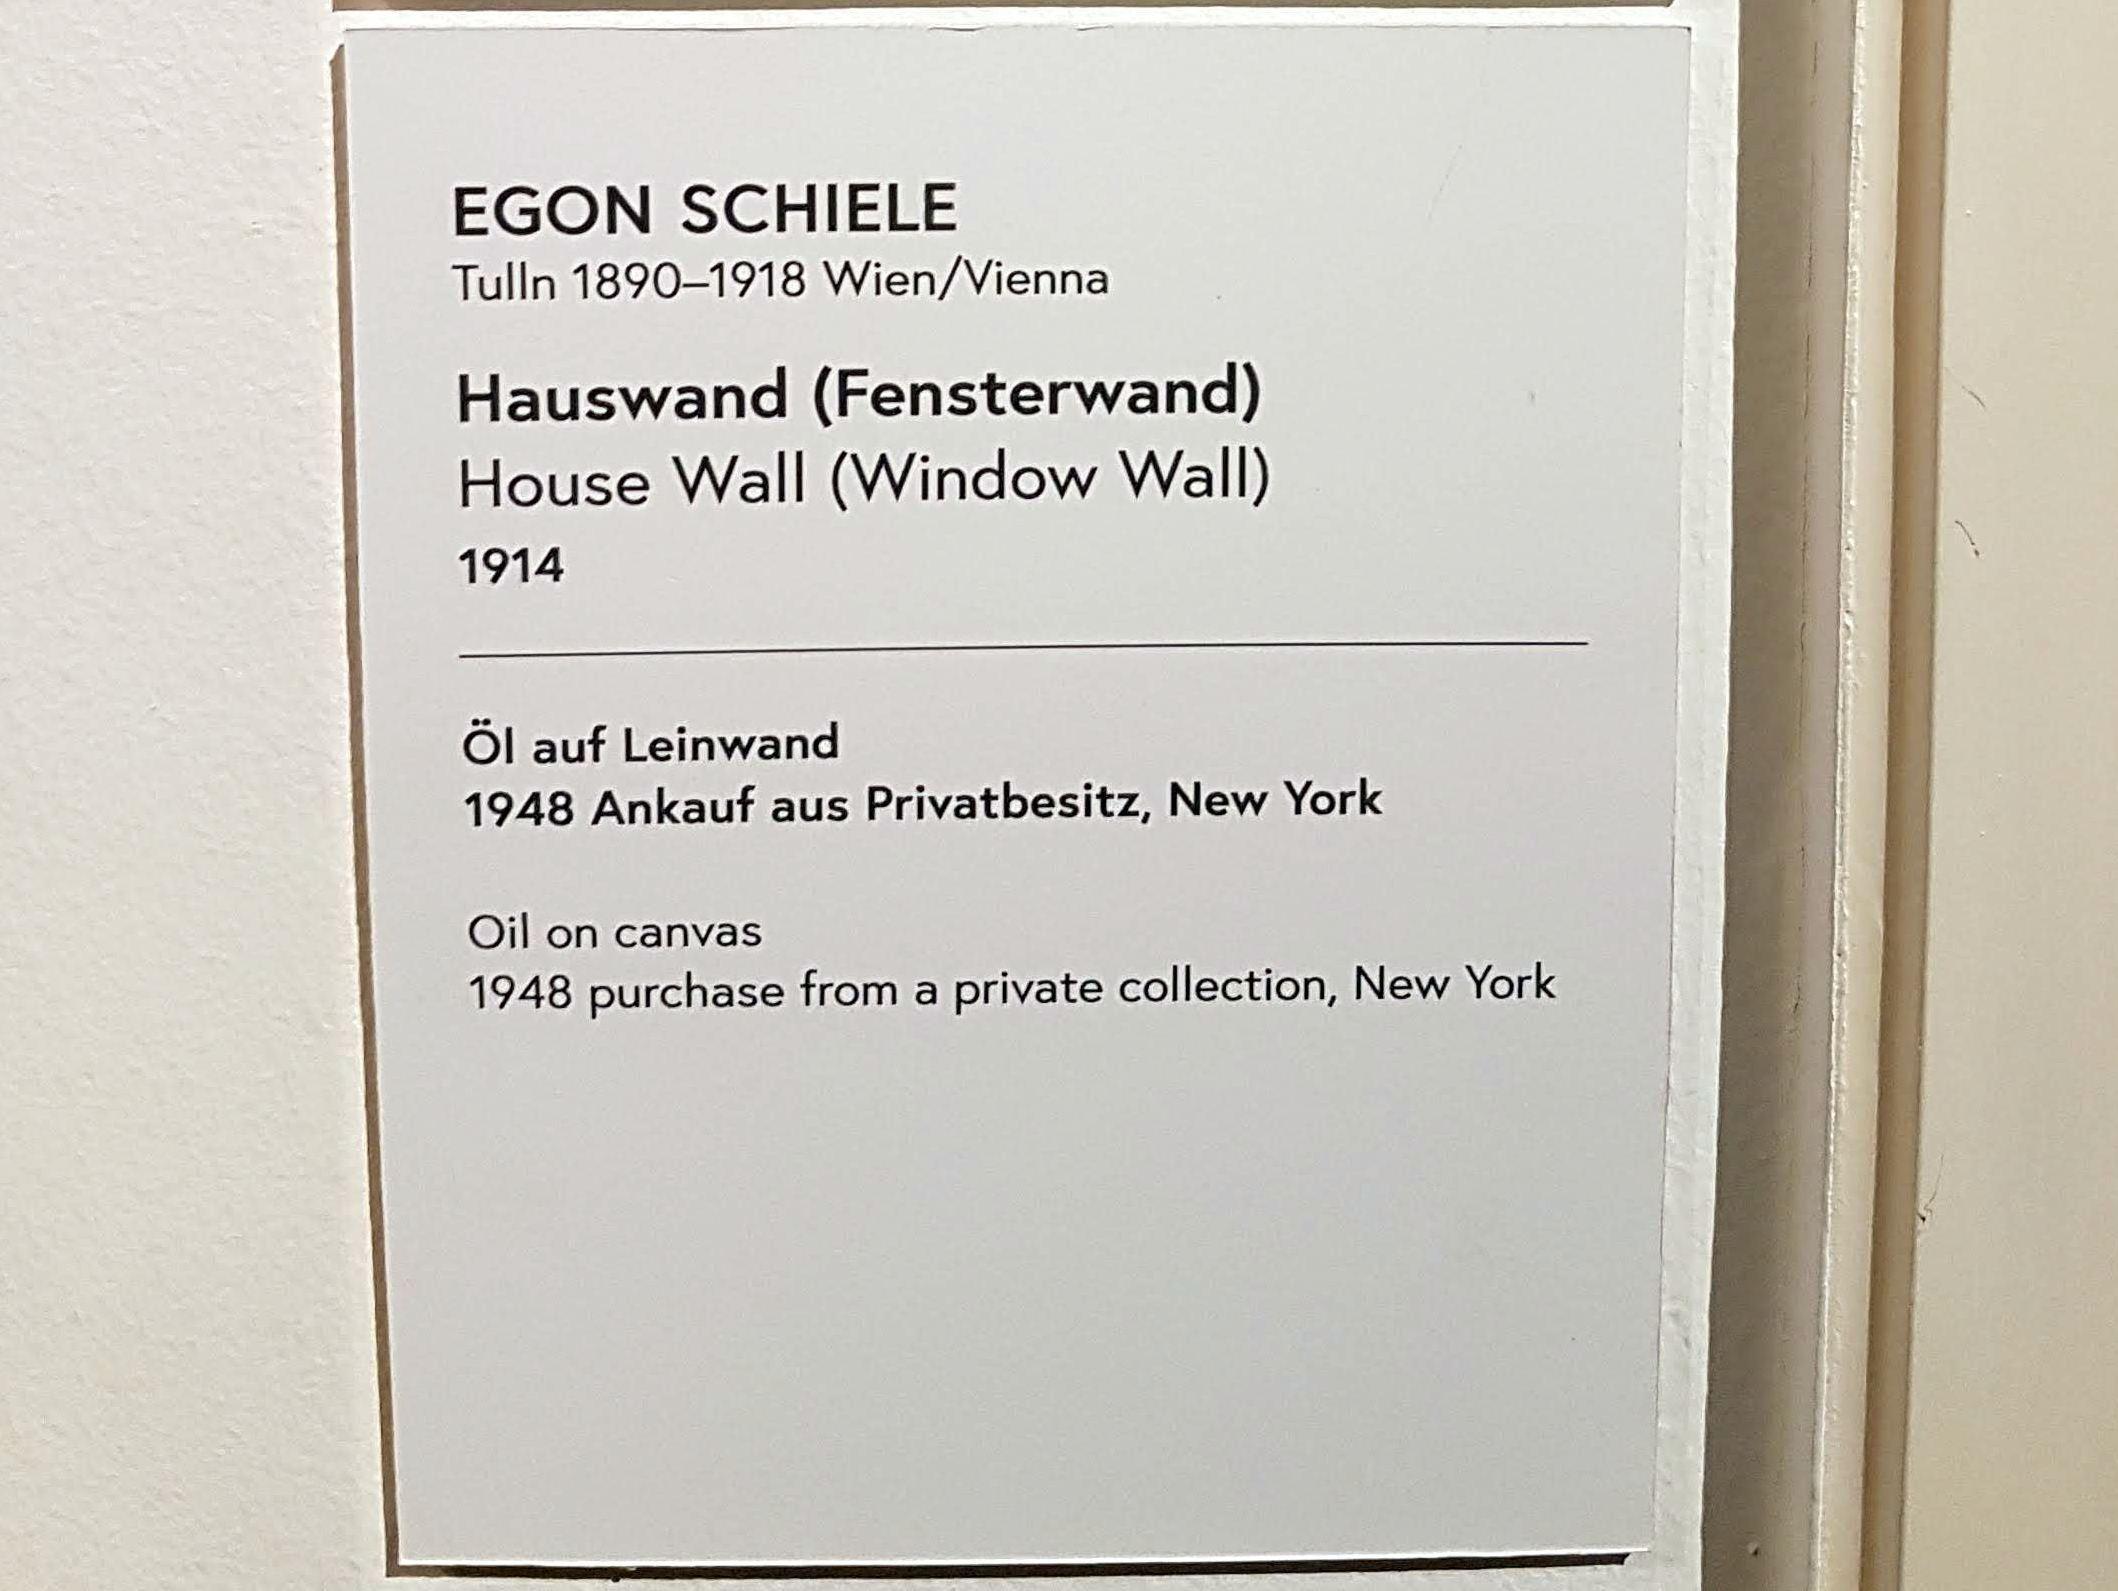 EGON SCHIELE
Tulln 1890–1918 Wien/Vienna
Hauswand (Fensterwand)
House Wall (Window Wall)
1914
Öl auf Leinwand
1948 Ankauf aus Privatbesitz, New York
Oil on canvas
1948 purchase from a private collection, New York